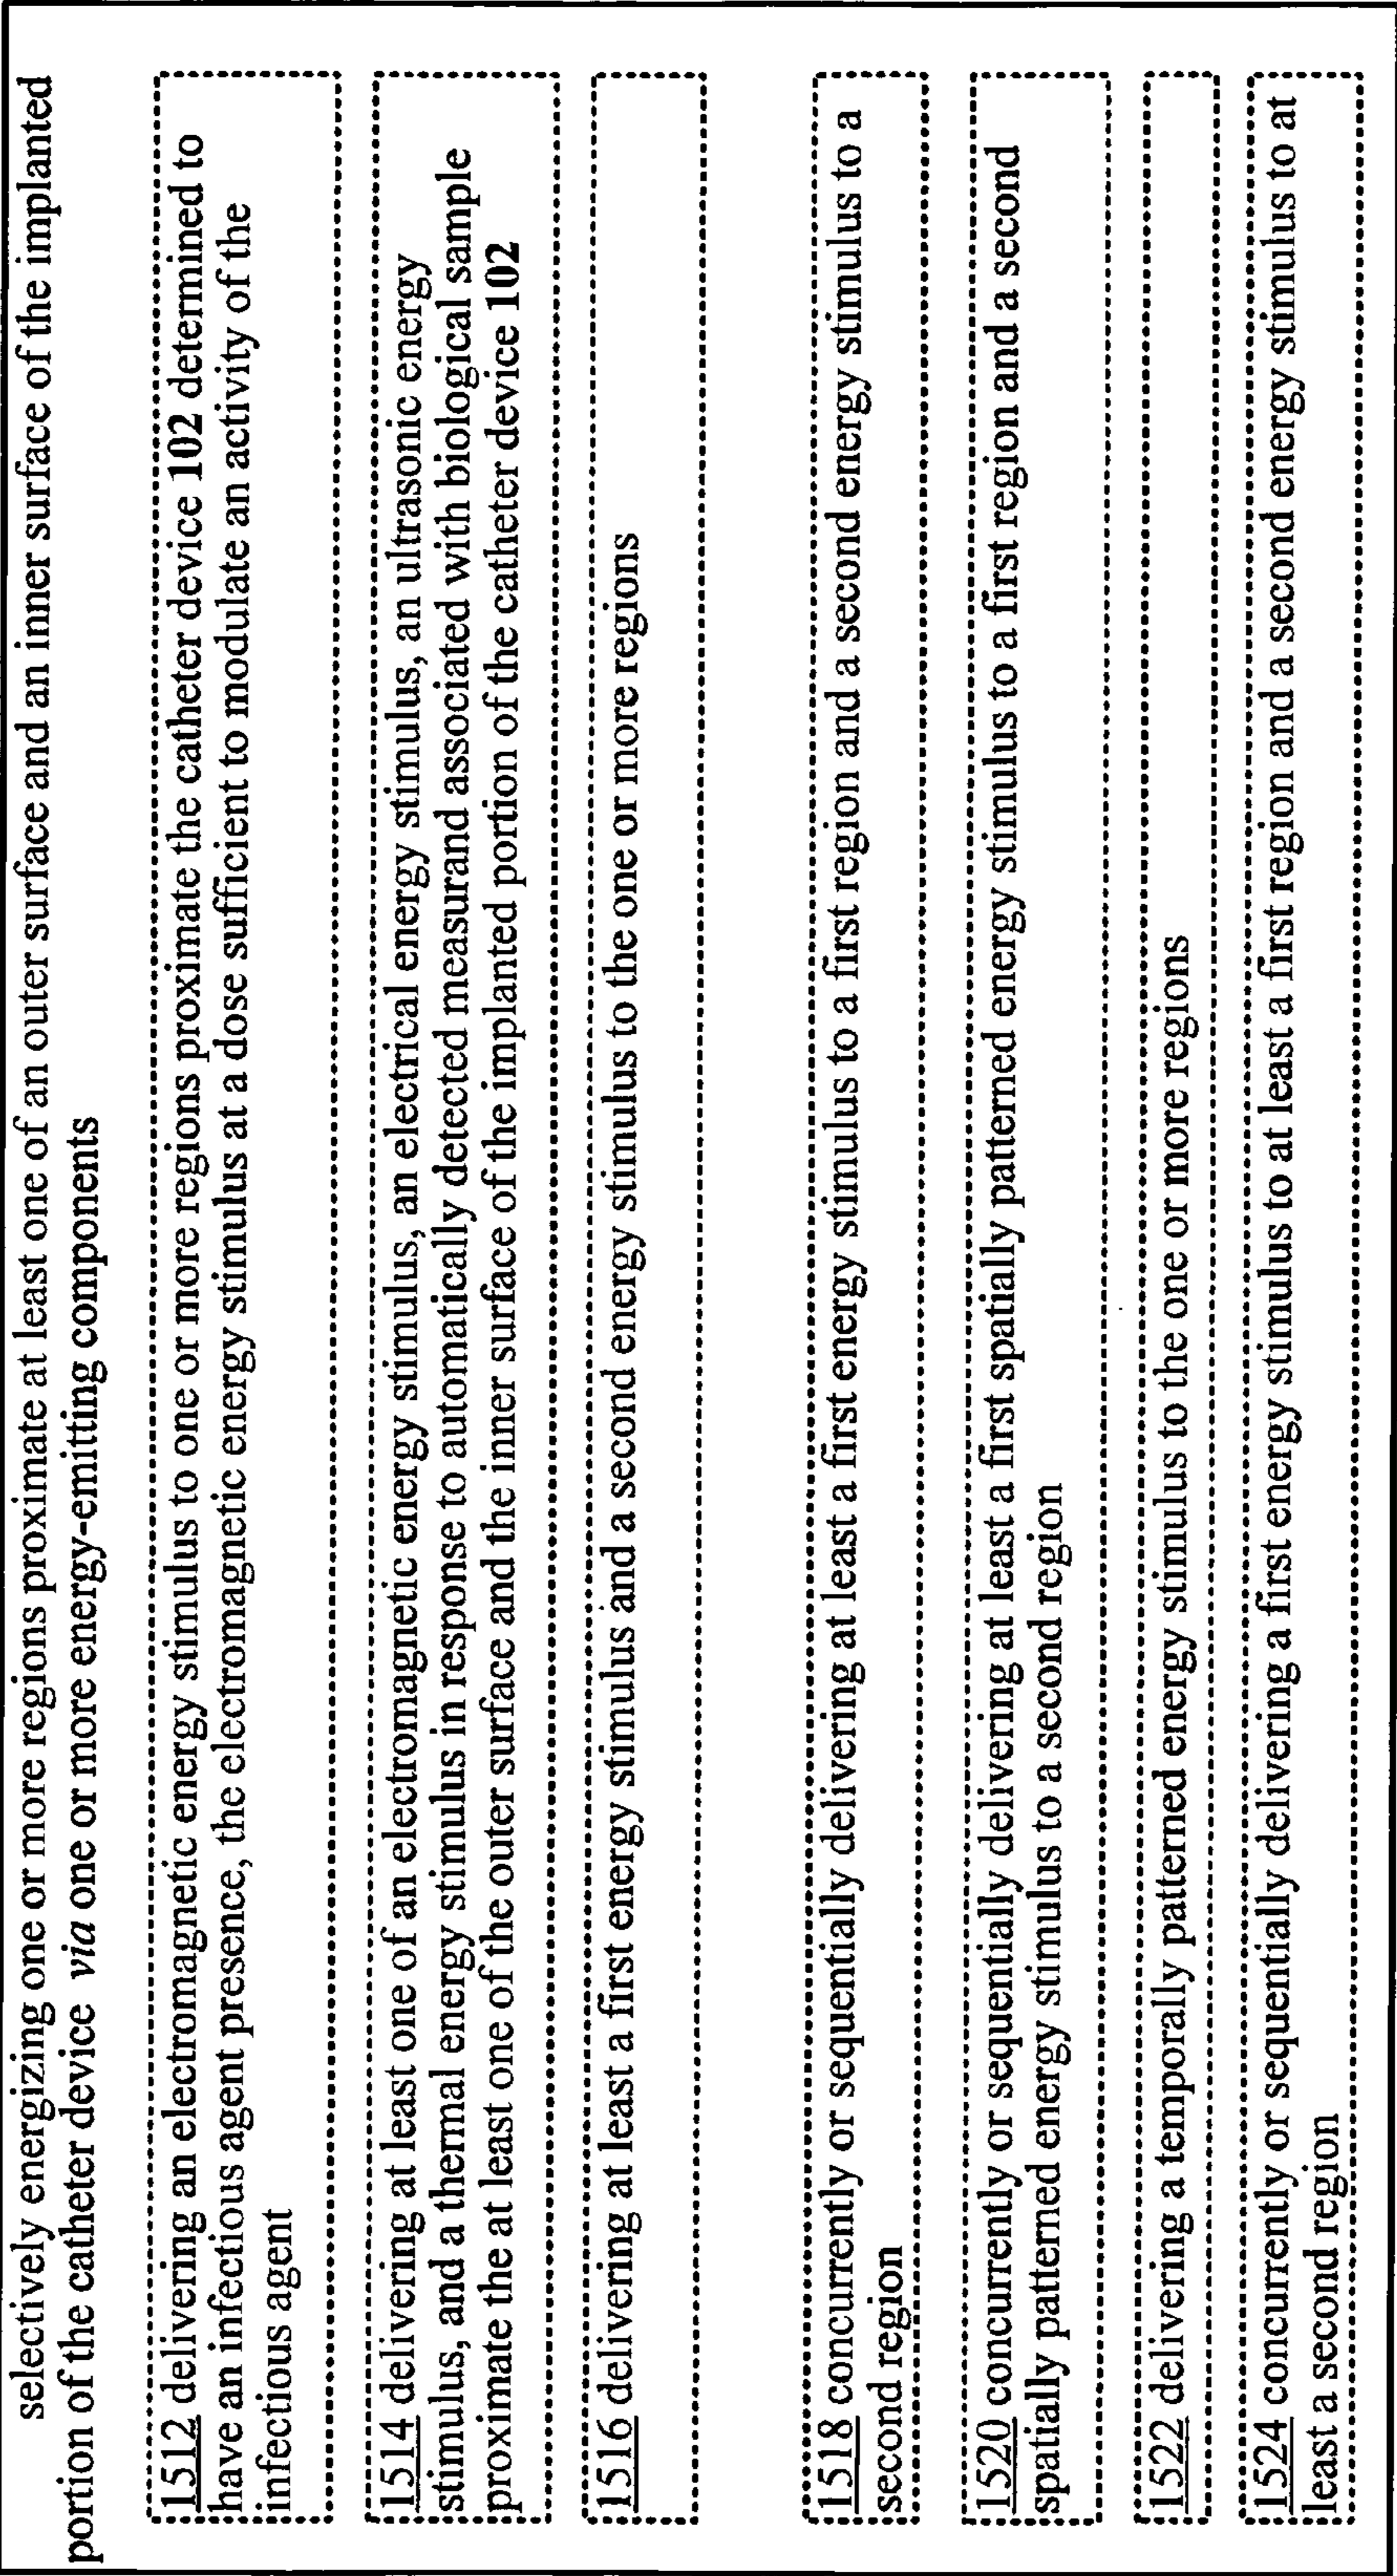 selectively energizing one or more regions proximate at least one of an outer surface and an inner surface of the implanted
portion of the catheter device via one or more energy-emitting components
1512 delivering an electromagnetic energy stimulus to one or more regions proximate the catheter device 102 determined to
have an infectious agent presence, the electromagnetic energy stimulus at a dose sufficient to modulate an activity of the
infectious agent
1514 delivering at least one of an electromagnetic energy stimulus, an electrical energy stimulus, an ultrasonic energy
stimulus, and a thermal energy stimulus in response to automatically detected measurand associated with biological sample
proximate the at least one of the outer surface and the inner surface of the implanted portion of the catheter device 102
1516 delivering at least a first energy stimulus and a second energy stimulus to the one or more regions
1518 concurrently or sequentially delivering at least a first energy stimulus to a first region and a second energy stimulus to a
second region
1520 concurrently or sequentially delivering at least a first spatially patterned energy stimulus to a first region and a second
spatially patterned energy stimulus to a second region
1522 delivering a temporally patterned energy stimulus to the one or more regions
1524 concurrently or sequentially delivering a first energy stimulus to at least a first region and a second energy stimulus to at
least a second region